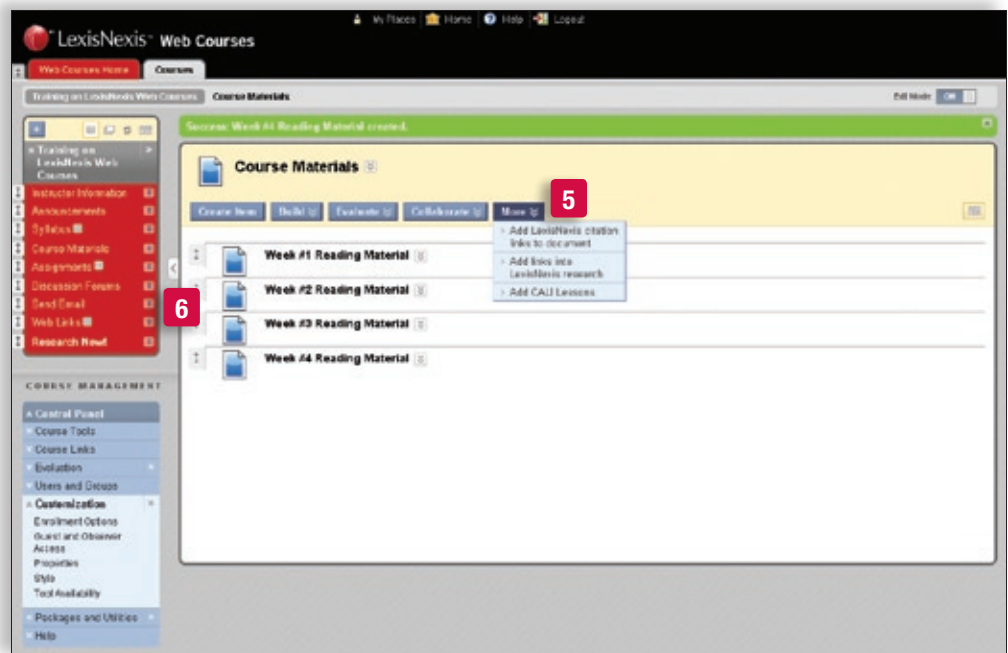 My Places Home Help Logout
LexisNexis™ Web Courses
Web Courses Home Courses
Training on LexisNexis Web Courses Course Materials Edit Mode: Off
Success: Week #4 Reading Material created.
Training on
LexisNexis Web
Courses
Instructor Information
Announcements
Syllabus
Course Materials
Assignments
Discussion Forums
Send Email
Web Links
Research Now!
6
COURSE MANAGEMENT
Control Panel
Course Tools
Course Links
Evaluation
Users and Groups
Customization
Enrollment Options
Guest and Observer
Access
Properties
Style
Tool Availability
Packages and Utilities
Help
Course Materials
Create Item Build Evaluate Collaborate More
5
> Add LexisNexis citation
links to document
> Add links into
LexisNexis research
> Add CALI Lessons
Week #1 Reading Material
Week #2 Reading Material
Week #3 Reading Material
Week #4 Reading Material